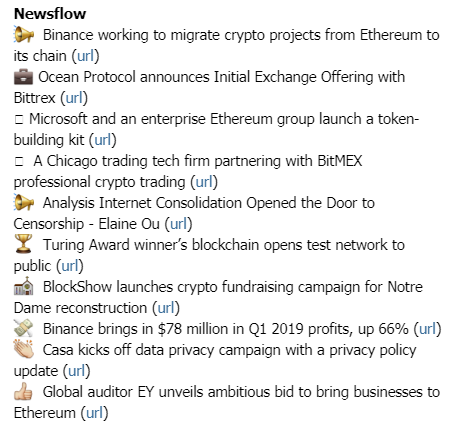 Newsflow
📣 Binance working to migrate crypto projects from Ethereum to
its chain (url)
💼 Ocean Protocol announces Initial Exchange Offering with
Bittrex (url)
□ Microsoft and an enterprise Ethereum group launch a token-
building kit (url)
□ A Chicago trading tech firm partnering with BitMEX
professional crypto trading (url)
📣 Analysis Internet Consolidation Opened the Door to
Censorship - Elaine Ou (url)
🏆 Turing Award winner’s blockchain opens test network to
public (url)
⛪ BlockShow launches crypto fundraising campaign for Notre
Dame reconstruction (url)
💸 Binance brings in $78 million in Q1 2019 profits, up 66% (url)
👏🏼 Casa kicks off data privacy campaign with a privacy policy
update (url)
👍🏼 Global auditor EY unveils ambitious bid to bring businesses to
Ethereum (url)